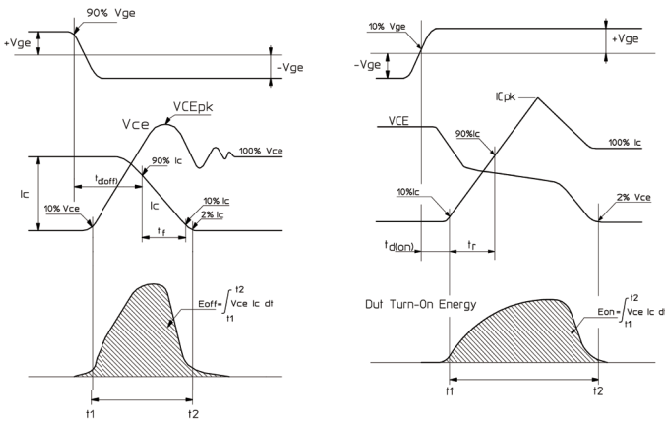 90% Vge
+Vge
-Vge
VCEpk
Vce
100% Vce
90% Ic
td(off)
Ic
Ic
10% Vce
10% Ic
2% Ic
tf
t2
Eoff=∫Vce Ic dt
t1
t1
t2
10% Vge
+Vge
-Vge
ICpk
VCE
90%Ic
100% Ic
10%Ic
2% Vce
td(on)
tr
Dut Turn-On Energy
t2
Eon=∫Vce Ic d
t1
t1
t2